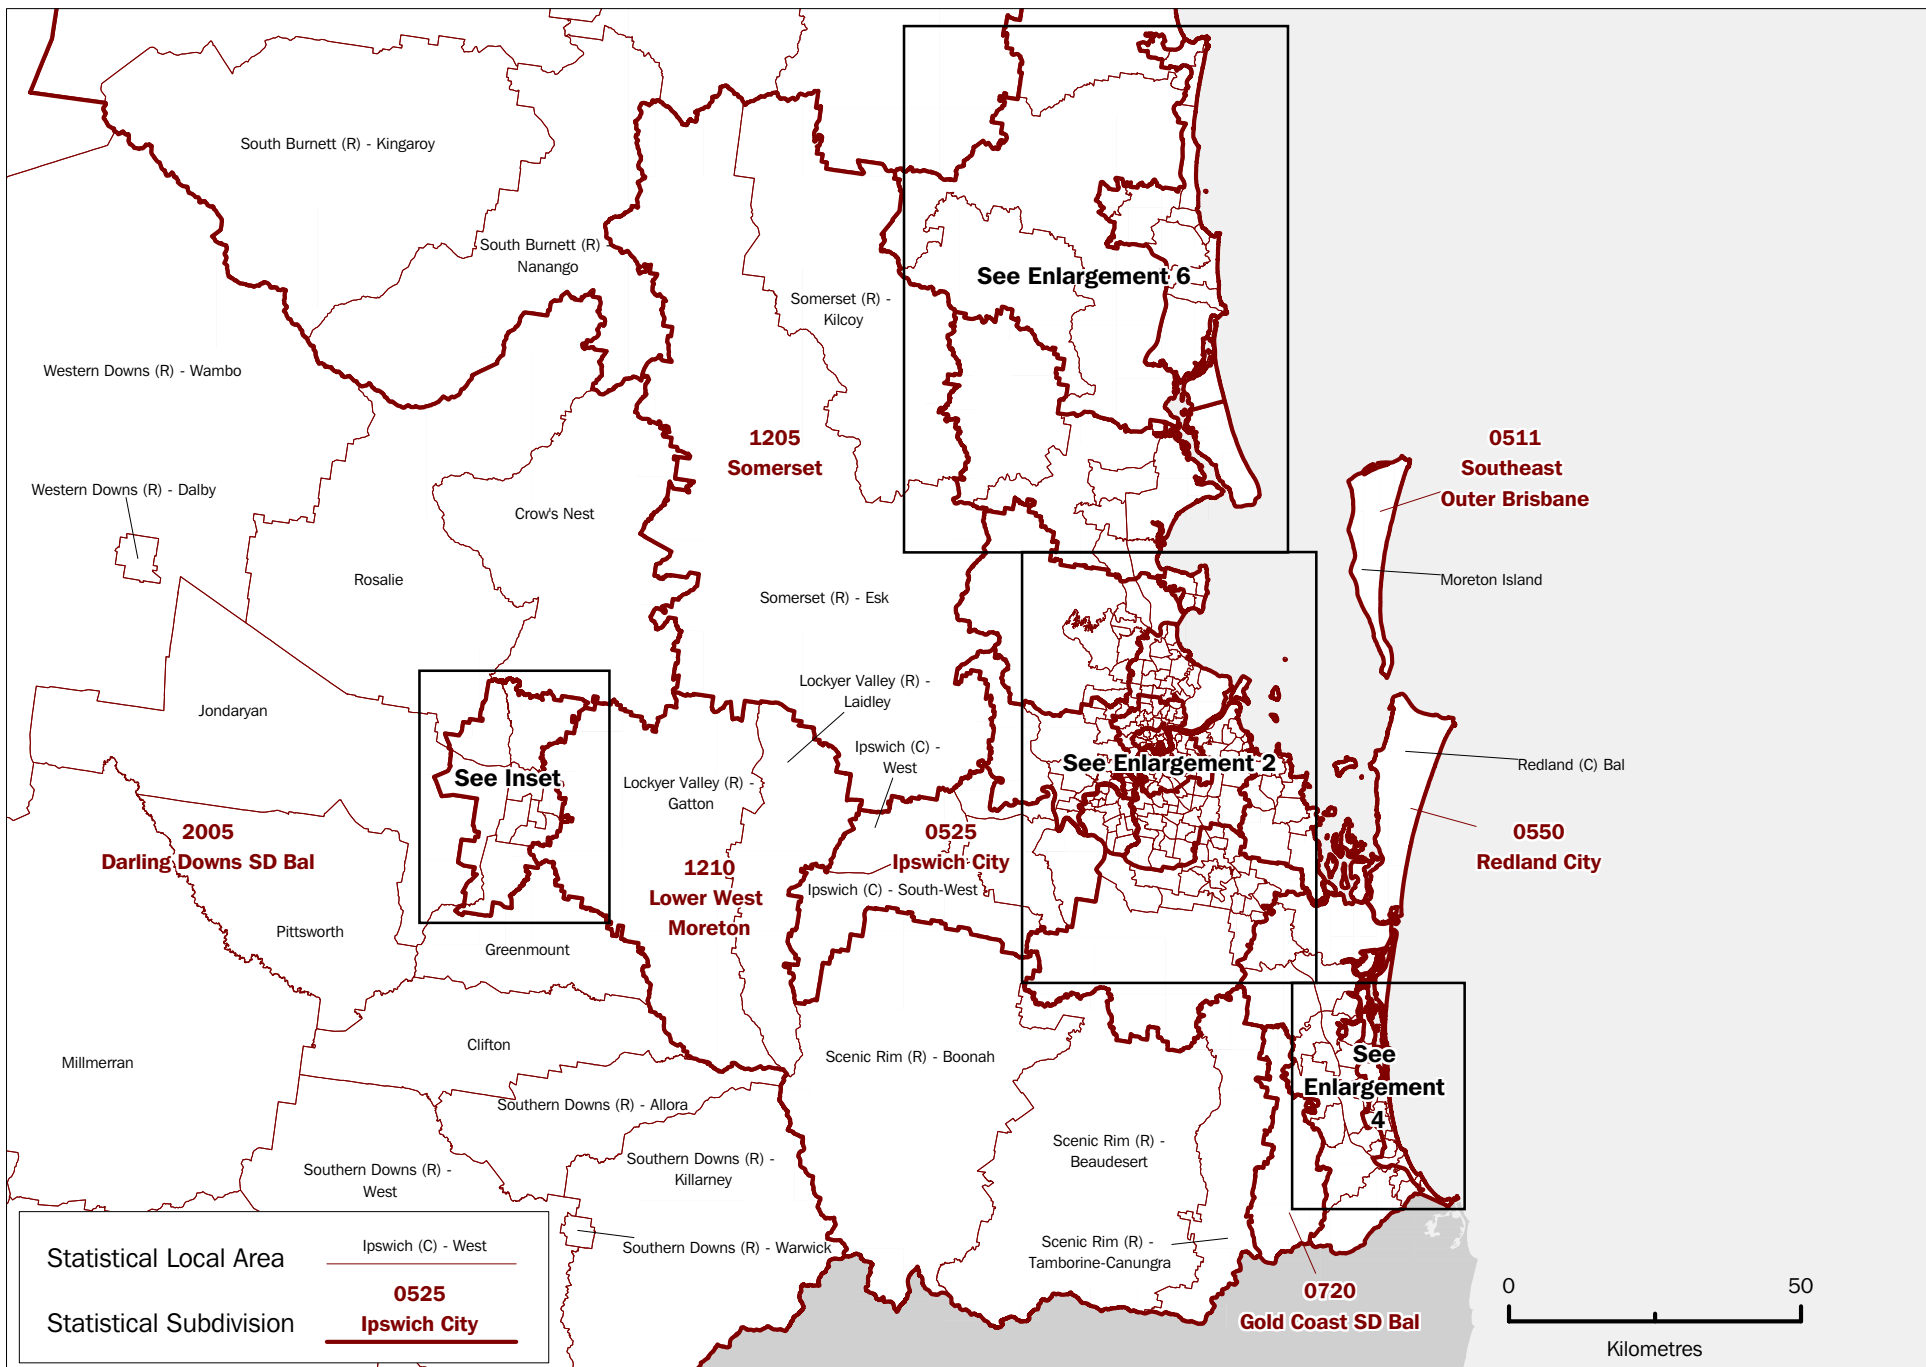 South Burnett (R) - Kingaroy
South Burnett (R) -
Nanango
See Enlargement 6
Somerset (R) -
Kilcoy
Western Downs (R) - Wambo
1205
Somerset
0511
Southeast
Outer Brisbane
Western Downs (R) - Dalby
Crow's Nest
Rosalie
Moreton Island
Somerset (R) - Esk
Lockyer Valley (R) -
Laidley
Jondaryan
Ipswich (C) -
West
See Inset
See Enlargement 2
Redland (C) Bal
Lockyer Valley (R) -
Gatton
2005
Darling Downs SD Bal
0525
Ipswich City
0550
Redland City
1210
Lower West
Moreton
Ipswich (C) - South-West
Pittsworth
Greenmount
Clifton
Millmerran
Scenic Rim (R) - Boonah
See
Enlargement
4
Southern Downs (R) - Allora
Scenic Rim (R) -
Beaudesert
Southern Downs (R) -
West
Southern Downs (R) -
Killarney
Southern Downs (R) - Warwick
Scenic Rim (R) -
Tamborine-Canungra
0720
Gold Coast SD Bal
Statistical Local Area
Ipswich (C) - West
Statistical Subdivision
0525
Ipswich City
0 50
Kilometres